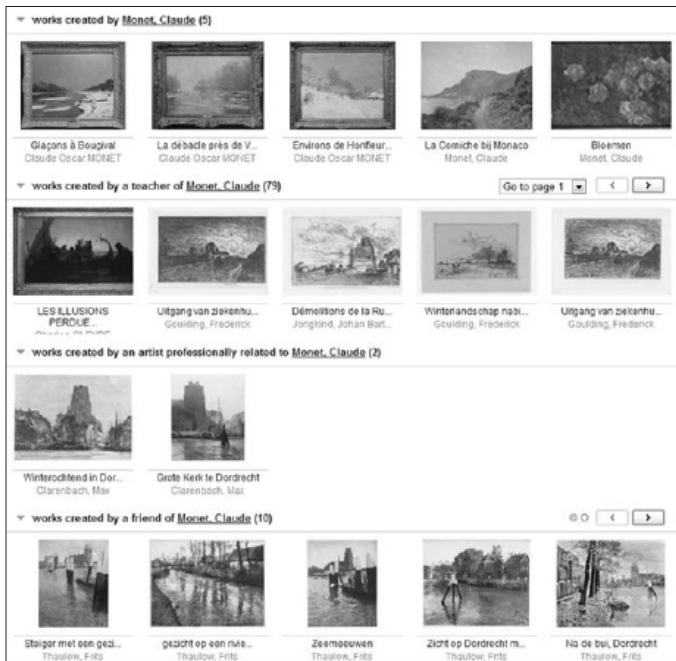 works created by Monet, Claude (5)
Glaçons à Bougival
Claude Oscar MONET
La débacle près de V...
Claude Oscar MONET
Environs de Honfleur...
Claude Oscar MONET
La Corniche bij Monaco
Monet, Claude
Bloemen
Monet, Claude
works created by a teacher of Monet, Claude (79)
Go to page 1
LES ILLUSIONS
PERDUE...
Uitgang van ziekenhu...
Goulding, Frederick
Démolitions de la Ru...
Jongkind, Johan Bart...
Winterlandschap nabi...
Goulding, Frederick
Uitgang van ziekenhu...
Goulding, Frederick
works created by an artist professionally related to Monet, Claude (2)
Winterochtend in Dor...
Clarenbach, Max
Grote Kerk te Dordrecht
Clarenbach, Max
works created by a friend of Monet, Claude (10)
Steiger met een gezi...
Thaulow, Frits
gezicht op een rivie...
Thaulow, Frits
Zeemeeuwen
Thaulow, Frits
Zicht op Dordrecht m...
Thaulow, Frits
Na de bui, Dordrecht
Thaulow, Frits